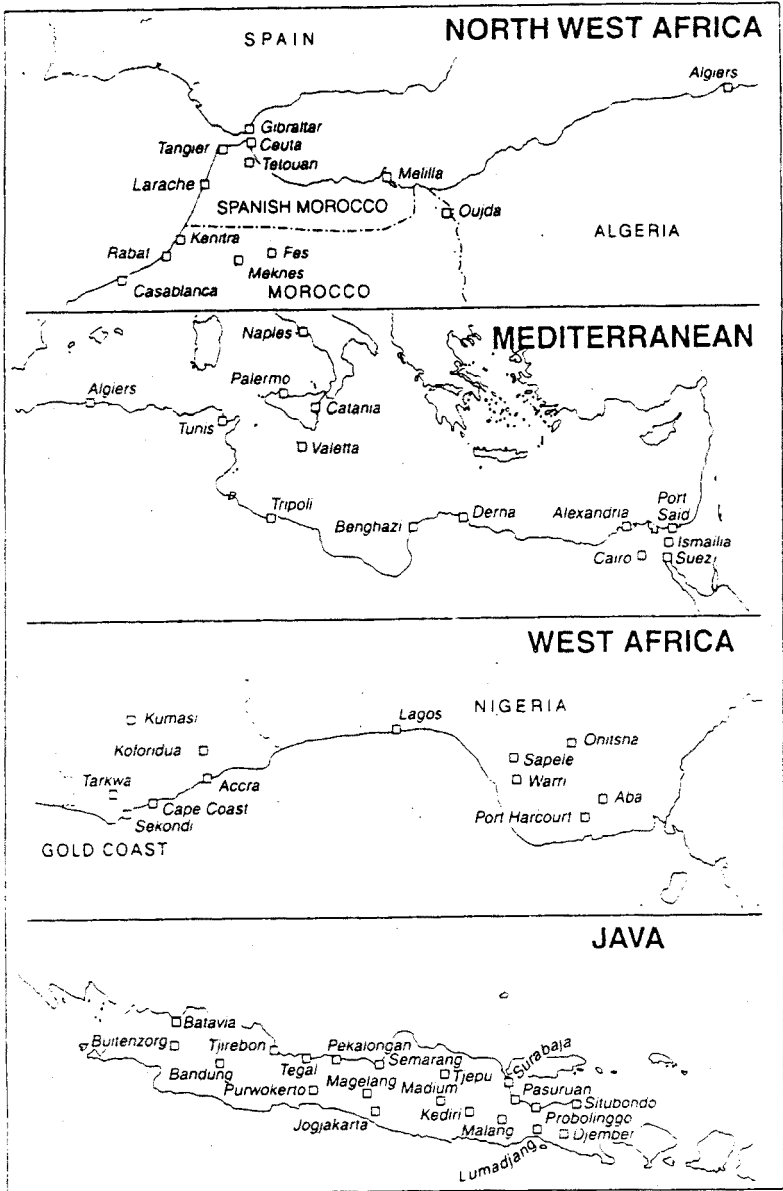 SPAIN
NORTH WEST AFRICA
Algiers
Gibraltar
Tangier
Ceuta
Tetouan
Melilla
Larache
SPANISH MOROCCO
Oujda
ALGERIA
Kenitra
Rabat
Fes
Meknes
Casablanca
MOROCCO
Naples
MEDITERRANEAN
Palermo
Algiers
Catania
Tunis
Valetta
Tripoli
Benghazi
Derna
Alexandria
Port
Said
Ismailia
Cairo
Suez
WEST AFRICA
NIGERIA
Lagos
Kumasi
Onitsha
Koforidua
Sapele
Tarkwa
Accra
Warri
Aba
Cape Coast
Port Harcourt
Sekondi
GOLD COAST
JAVA
Batavia
Buitenzorg
Tjirebon
Pekalongan
Surabaja
Semarang
Bandung
Tegal
Tjepu
Purwokerto
Magelang
Madium
Pasuruan
Situbondo
Jogjakarta
Kediri
Malang
Probolinggo
Djember
Lumadjang